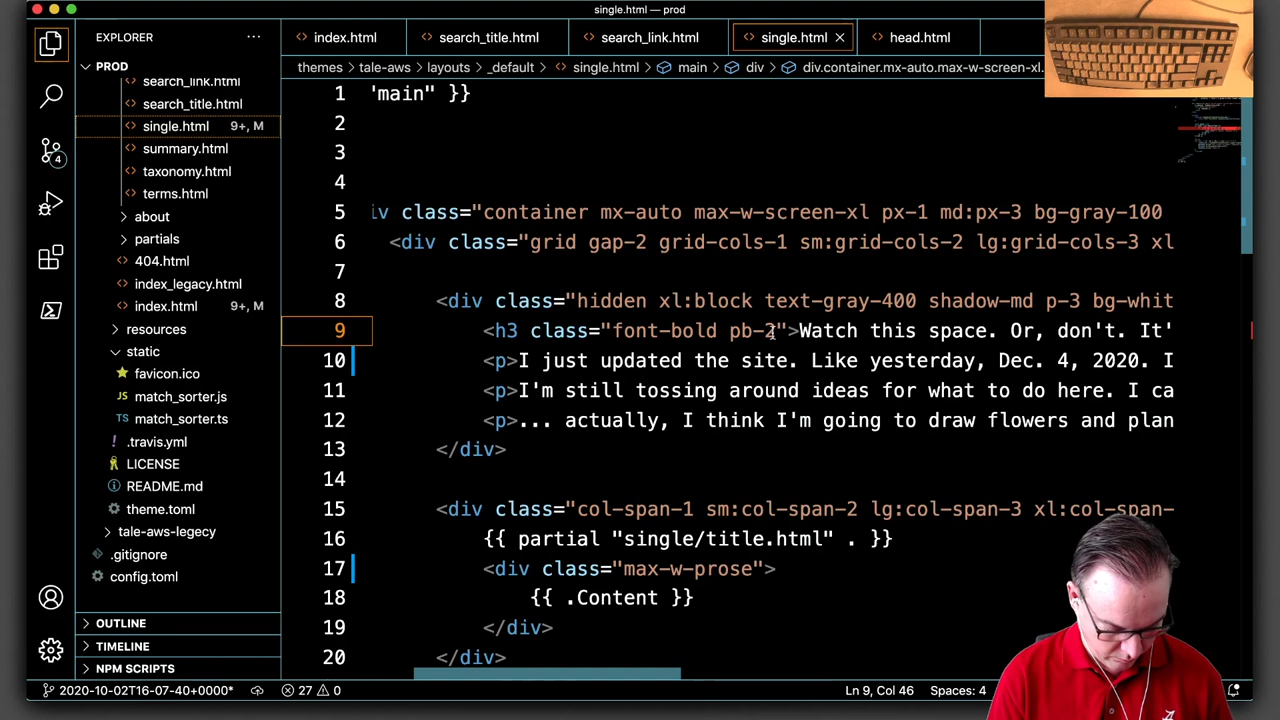 single.html — prod
EXPLORER
index.html
search_title.html
search_link.html
single.html
head.html
PROD
themes > tale-aws > layouts > _default > single.html > main > div > div.container.mx-auto.max-w-screen-xl.
search_link.html
search_title.html
single.html 9+, M
summary.html
taxonomy.html
terms.html
about
partials
404.html
index_legacy.html
index.html 9+, M
resources
static
favicon.ico
match_sorter.js
TS match_sorter.ts
.travis.yml
LICENSE
README.md
theme.toml
tale-aws-legacy
.gitignore
config.toml
OUTLINE
TIMELINE
NPM SCRIPTS
4
1 "main" }}
2
3
4
5 iv class="container mx-auto max-w-screen-xl px-1 md:px-3 bg-gray-100
6 <div class="grid gap-2 grid-cols-1 sm:grid-cols-2 lg:grid-cols-3 xl
7
8 <div class="hidden xl:block text-gray-400 shadow-md p-3 bg-whit
9 <h3 class="font-bold pb-2">Watch this space. Or, don't. It'
10 <p>I just updated the site. Like yesterday, Dec. 4, 2020. I
11 <p>I'm still tossing around ideas for what to do here. I ca
12 <p>... actually, I think I'm going to draw flowers and plan
13 </div>
14
15 <div class="col-span-1 sm:col-span-2 lg:col-span-3 xl:col-span-
16 {{ partial "single/title.html" . }}
17 <div class="max-w-prose">
18 {{ .Content }}
19 </div>
20 </div>
2020-10-02T16-07-40+0000* 27 0
Ln 9, Col 46 Spaces: 4